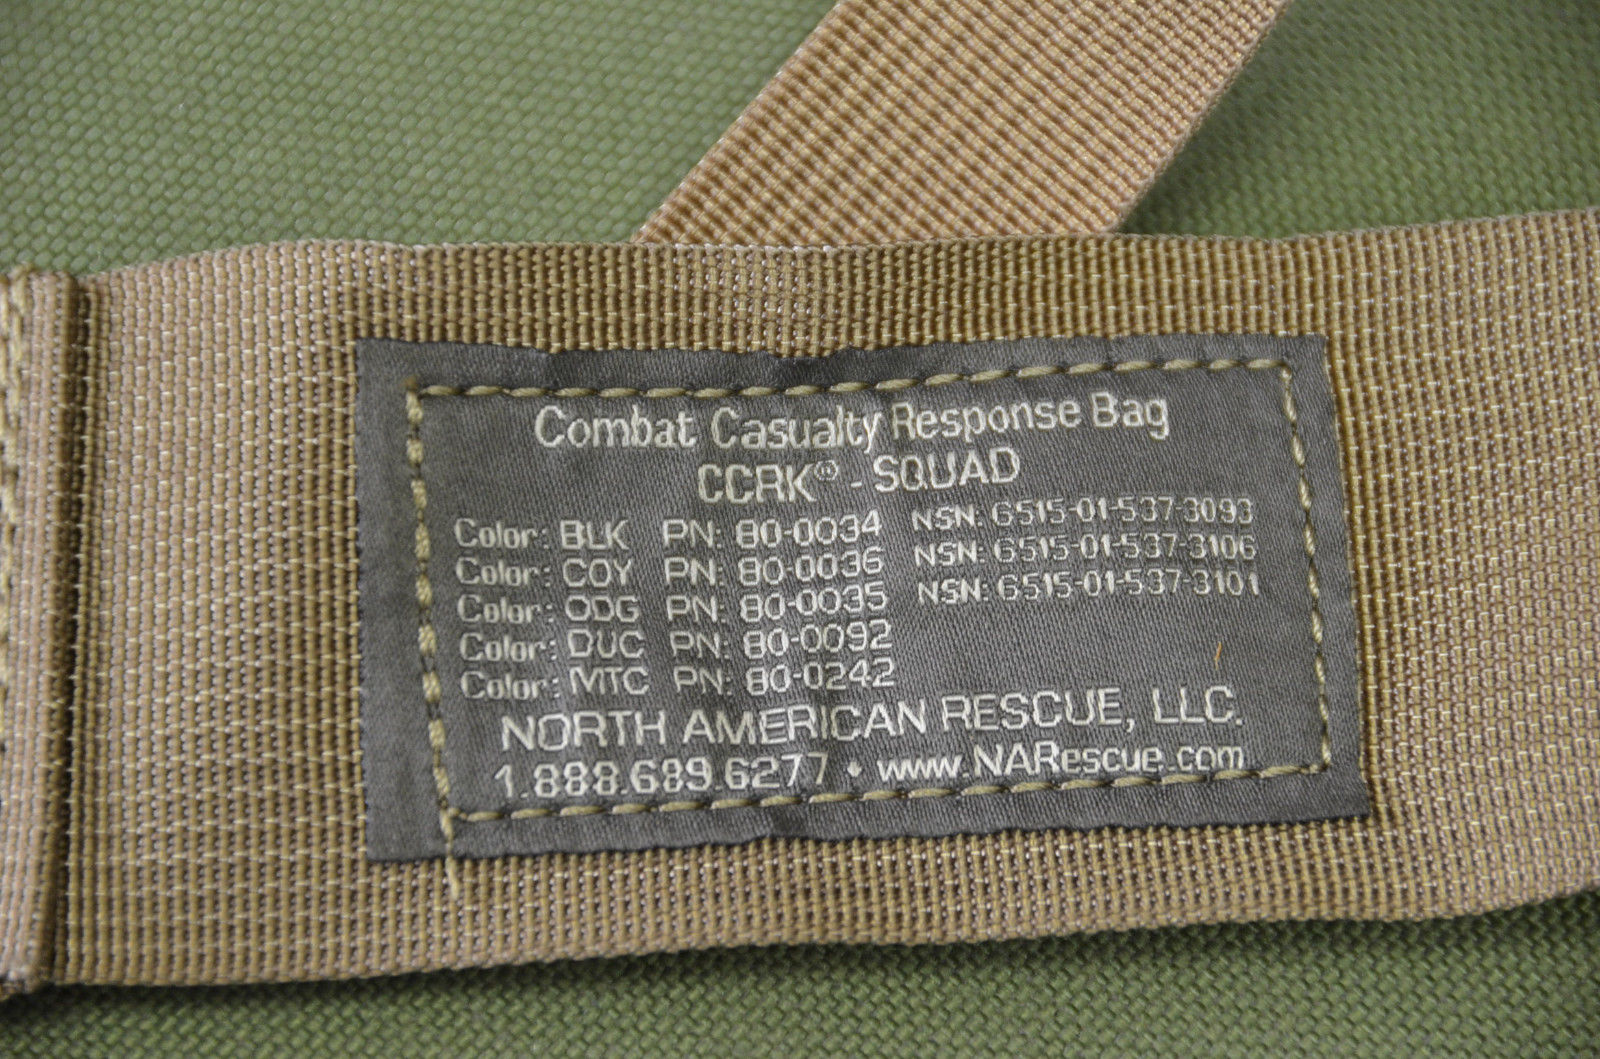 Combat Casualty Response Bag
CCRK® - SQUAD
Color: BLK PN: 80-0034 NSN: 6515-01-537-3093
Color: COY PN: 80-0036 NSN: 6515-01-537-3106
Color: ODG PN: 80-0035 NSN: 6515-01-537-3101
Color: DUC PN: 80-0092
Color: MTC PN: 80-0242
NORTH AMERICAN RESCUE, LLC.
1.888.689.6277 • www.NARescue.com